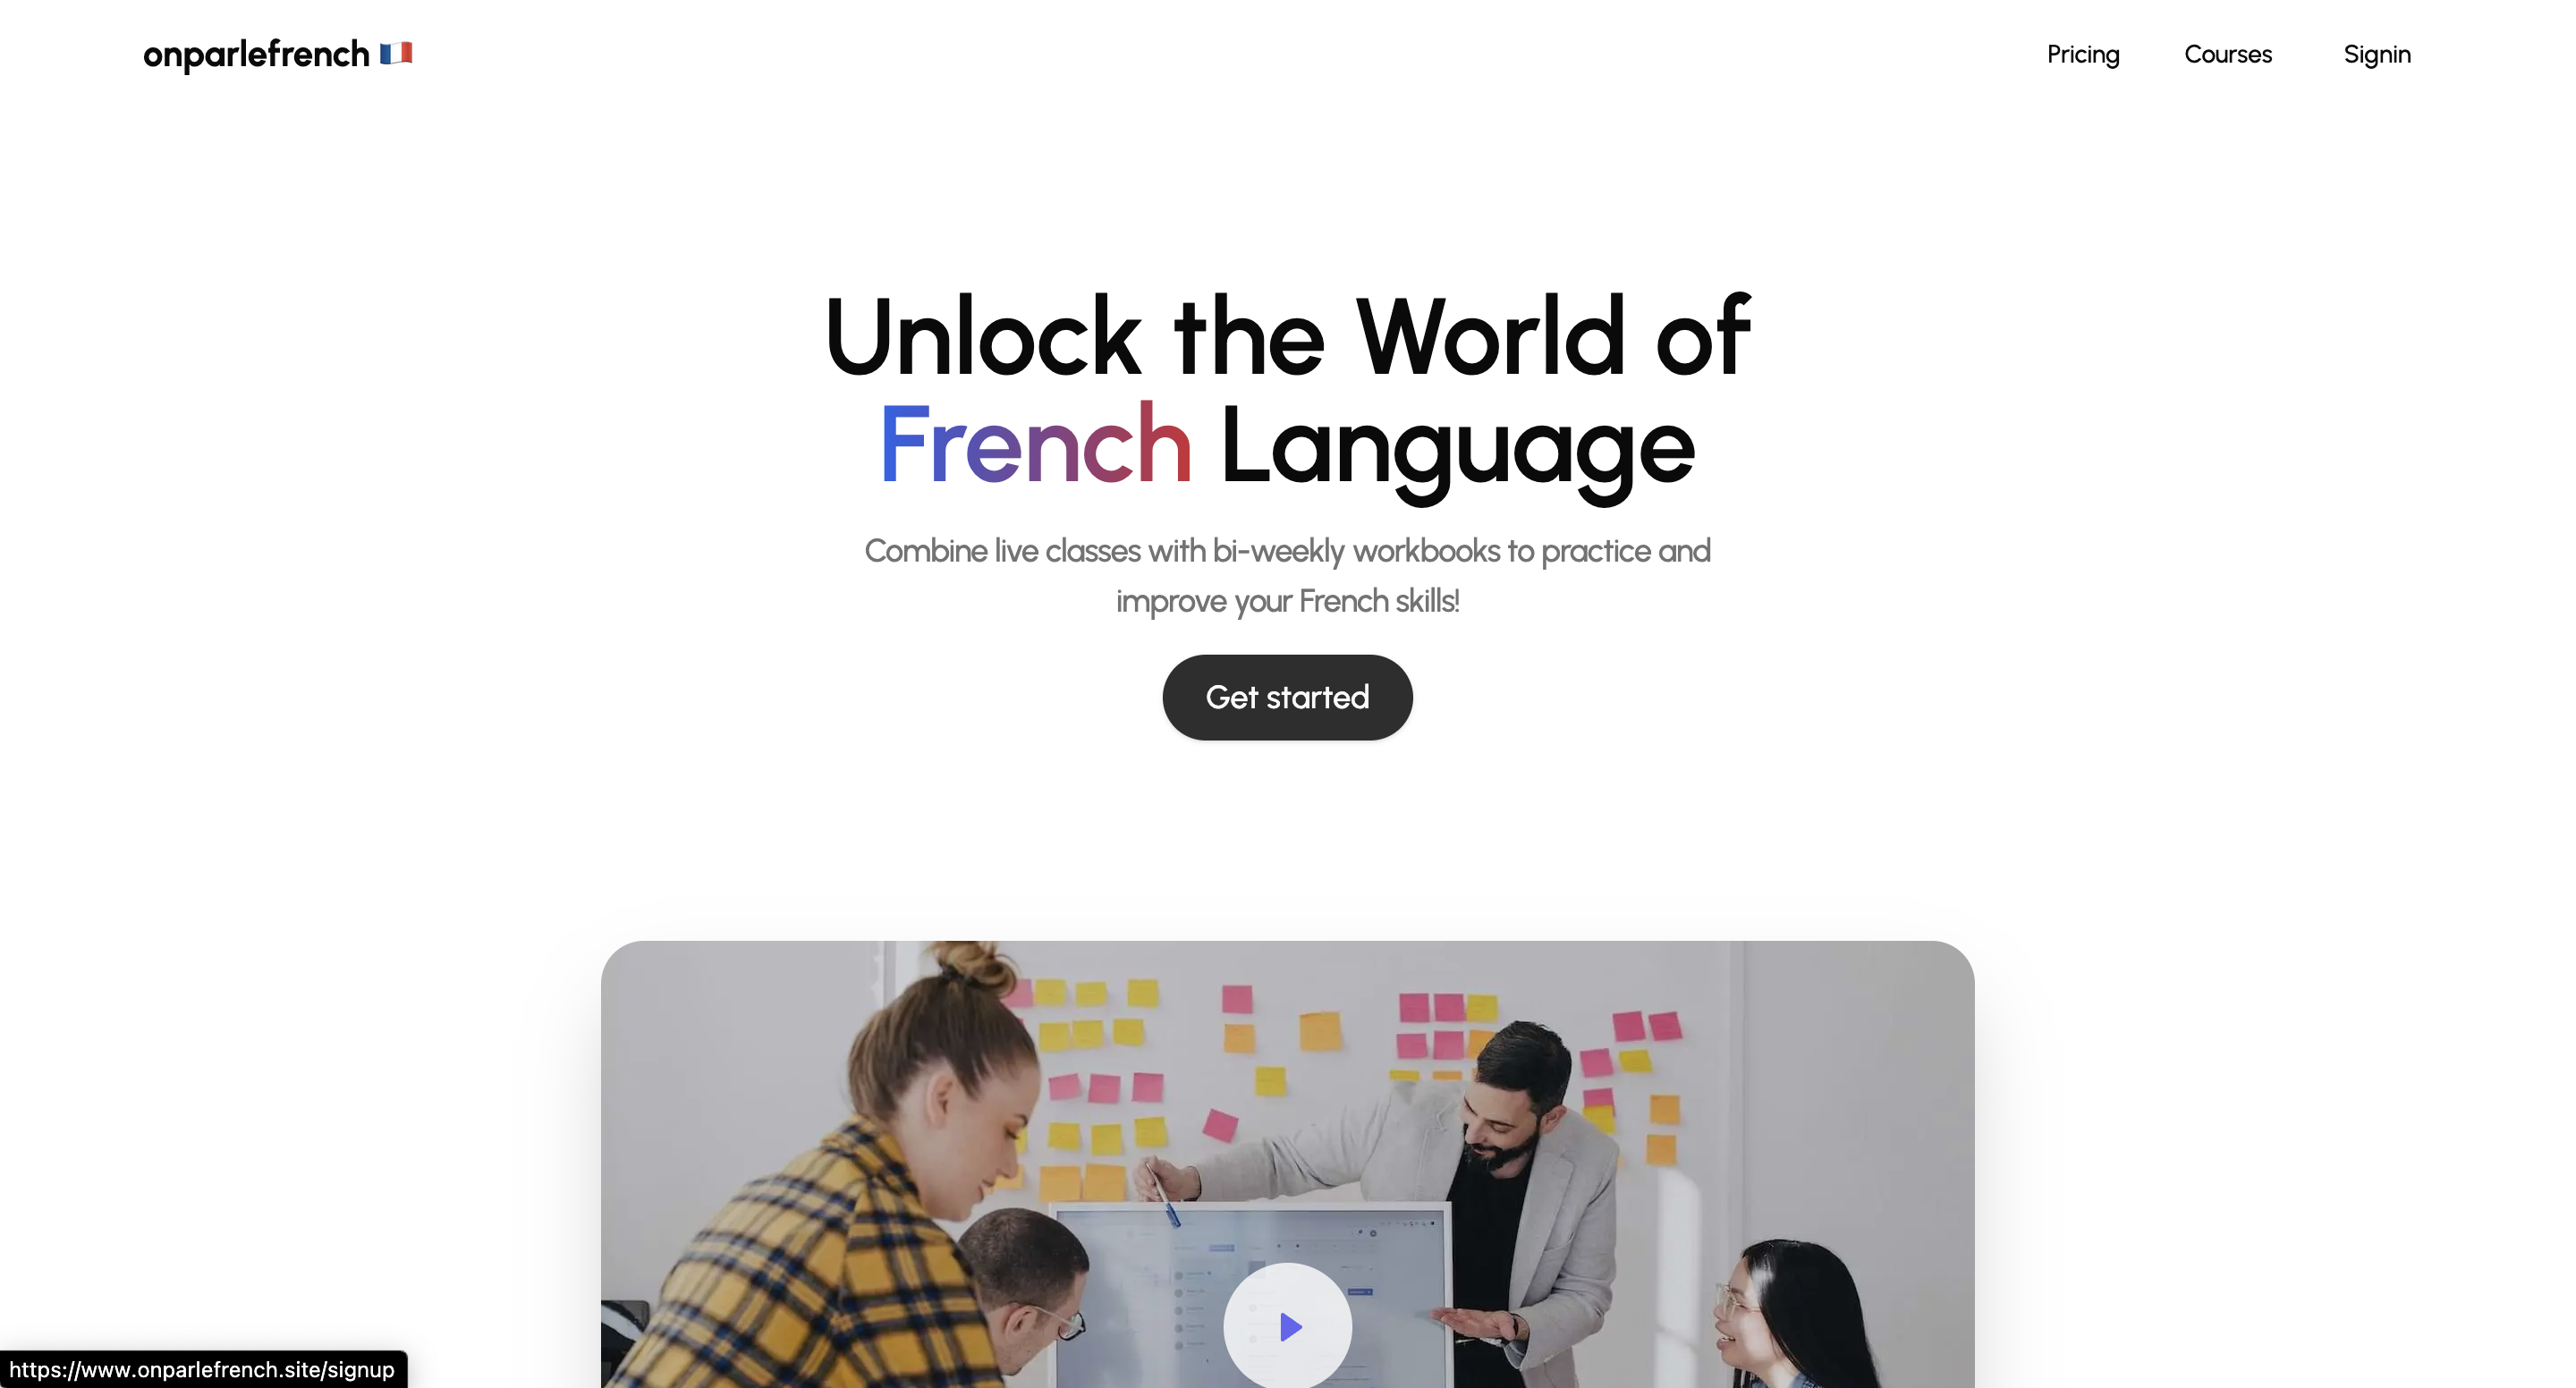 onparlefrench
Pricing
Courses
Signin
Unlock the World of
French Language
Combine live classes with bi-weekly workbooks to practice and
improve your French skills!
Get started
https://www.onparlefrench.site/signup